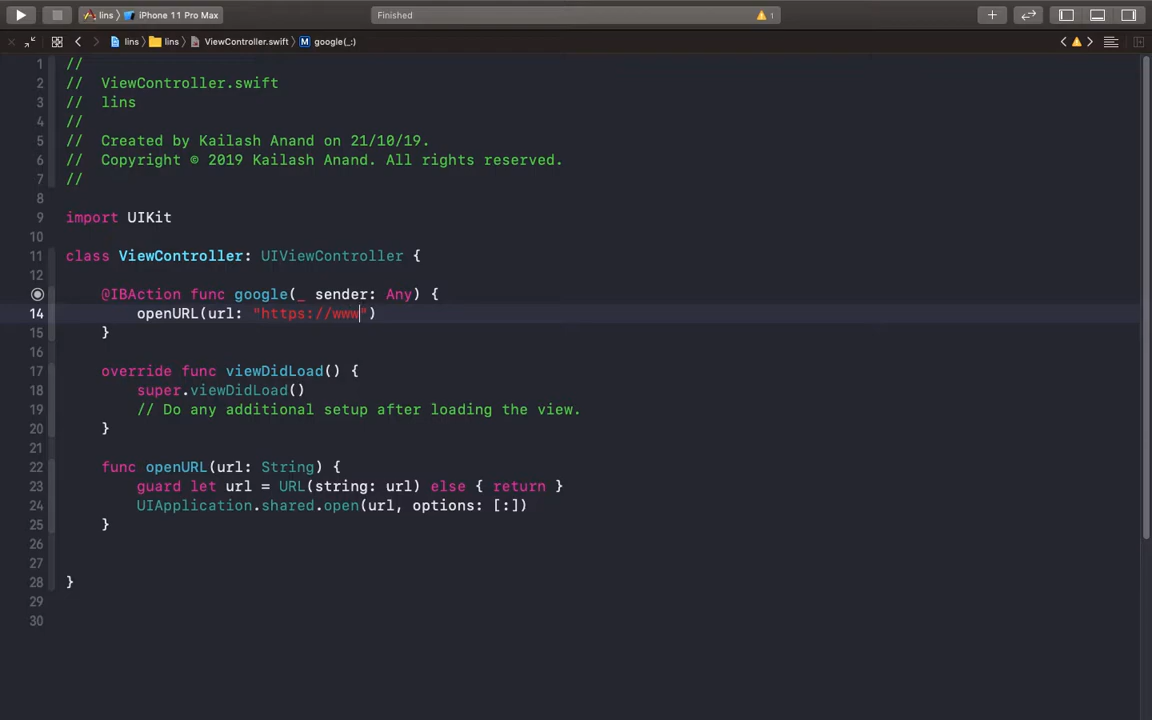 lins 〉 iPhone 11 Pro Max
Finished
1
lins 〉 lins 〉 ViewController.swift 〉 M google(_:)
1 //
2 //  ViewController.swift
3 //  lins
4 //
5 //  Created by Kailash Anand on 21/10/19.
6 //  Copyright © 2019 Kailash Anand. All rights reserved.
7 //
8
9 import UIKit
10
11 class ViewController: UIViewController {
12
@IBAction func google(_ sender: Any) {
14 openURL(url: "https://www")
15 }
16
17 override func viewDidLoad() {
18 super.viewDidLoad()
19 // Do any additional setup after loading the view.
20 }
21
22 func openURL(url: String) {
23 guard let url = URL(string: url) else { return }
24 UIApplication.shared.open(url, options: [:])
25 }
26
27
28 }
29
30